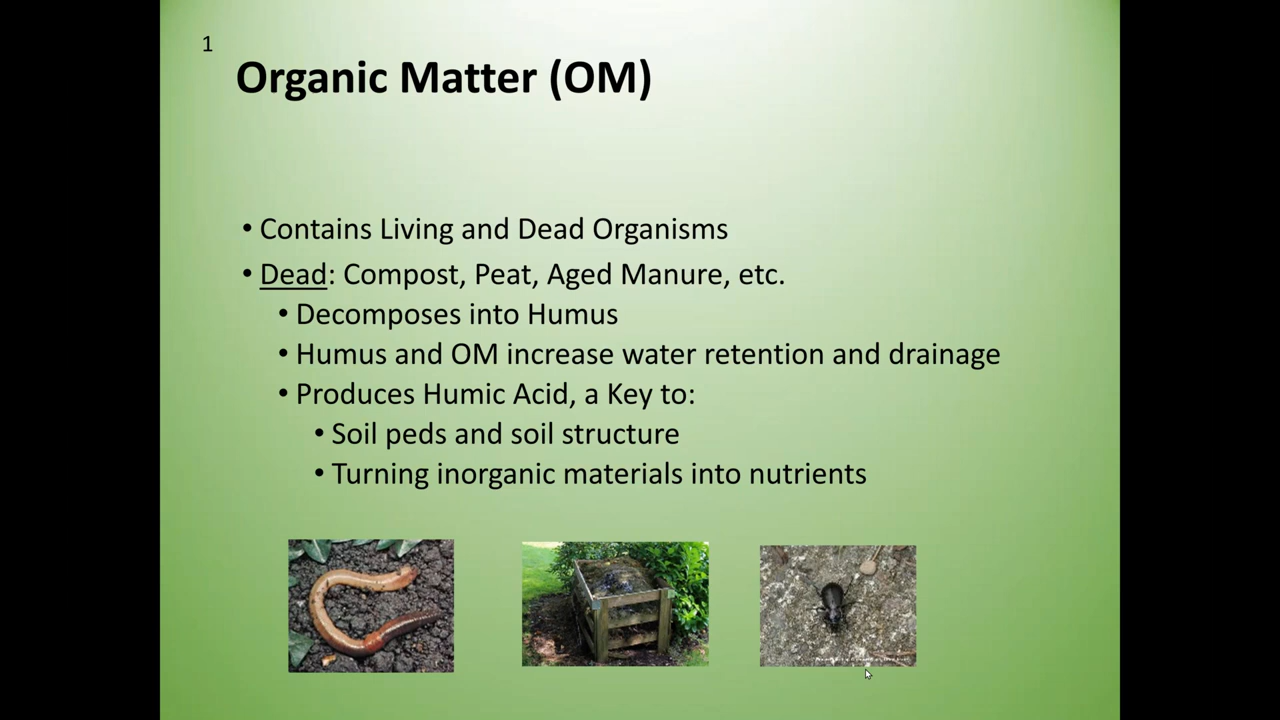 1
Organic Matter (OM)
• Contains Living and Dead Organisms
• Dead: Compost, Peat, Aged Manure, etc.
• Decomposes into Humus
• Humus and OM increase water retention and drainage
• Produces Humic Acid, a Key to:
• Soil peds and soil structure
• Turning inorganic materials into nutrients